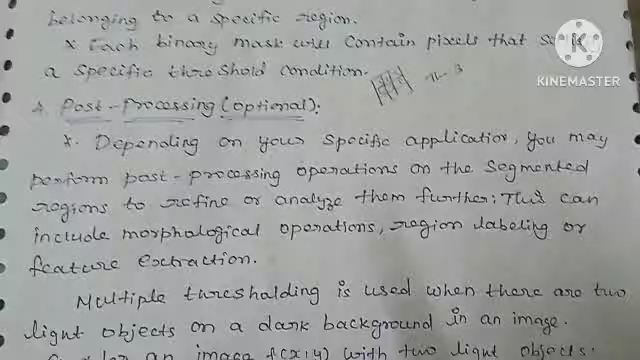 belonging to a specific region.
x Each binary mask will contain pixels that
a specific threshold condition.
4. Post-Processing (optional):
x. Depending on your specific application, you may
perform post-processing operations on the segmented
regions to refine or analyze them further; This can
include morphological operations, region labeling or
feature extraction.
Multiple thresholding is used when there are two
light objects on a dark background in an image.
an image f(x,y) with two light objects.
K
KINEMASTER